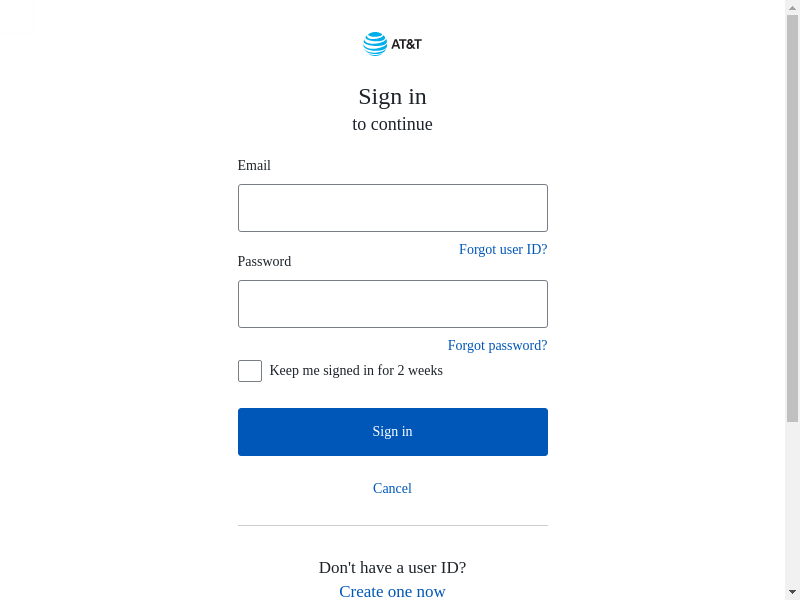 AT&T
Sign in
to continue
Email
Forgot user ID?
Password
Forgot password?
Keep me signed in for 2 weeks
Sign in
Cancel
Don't have a user ID?
Create one now